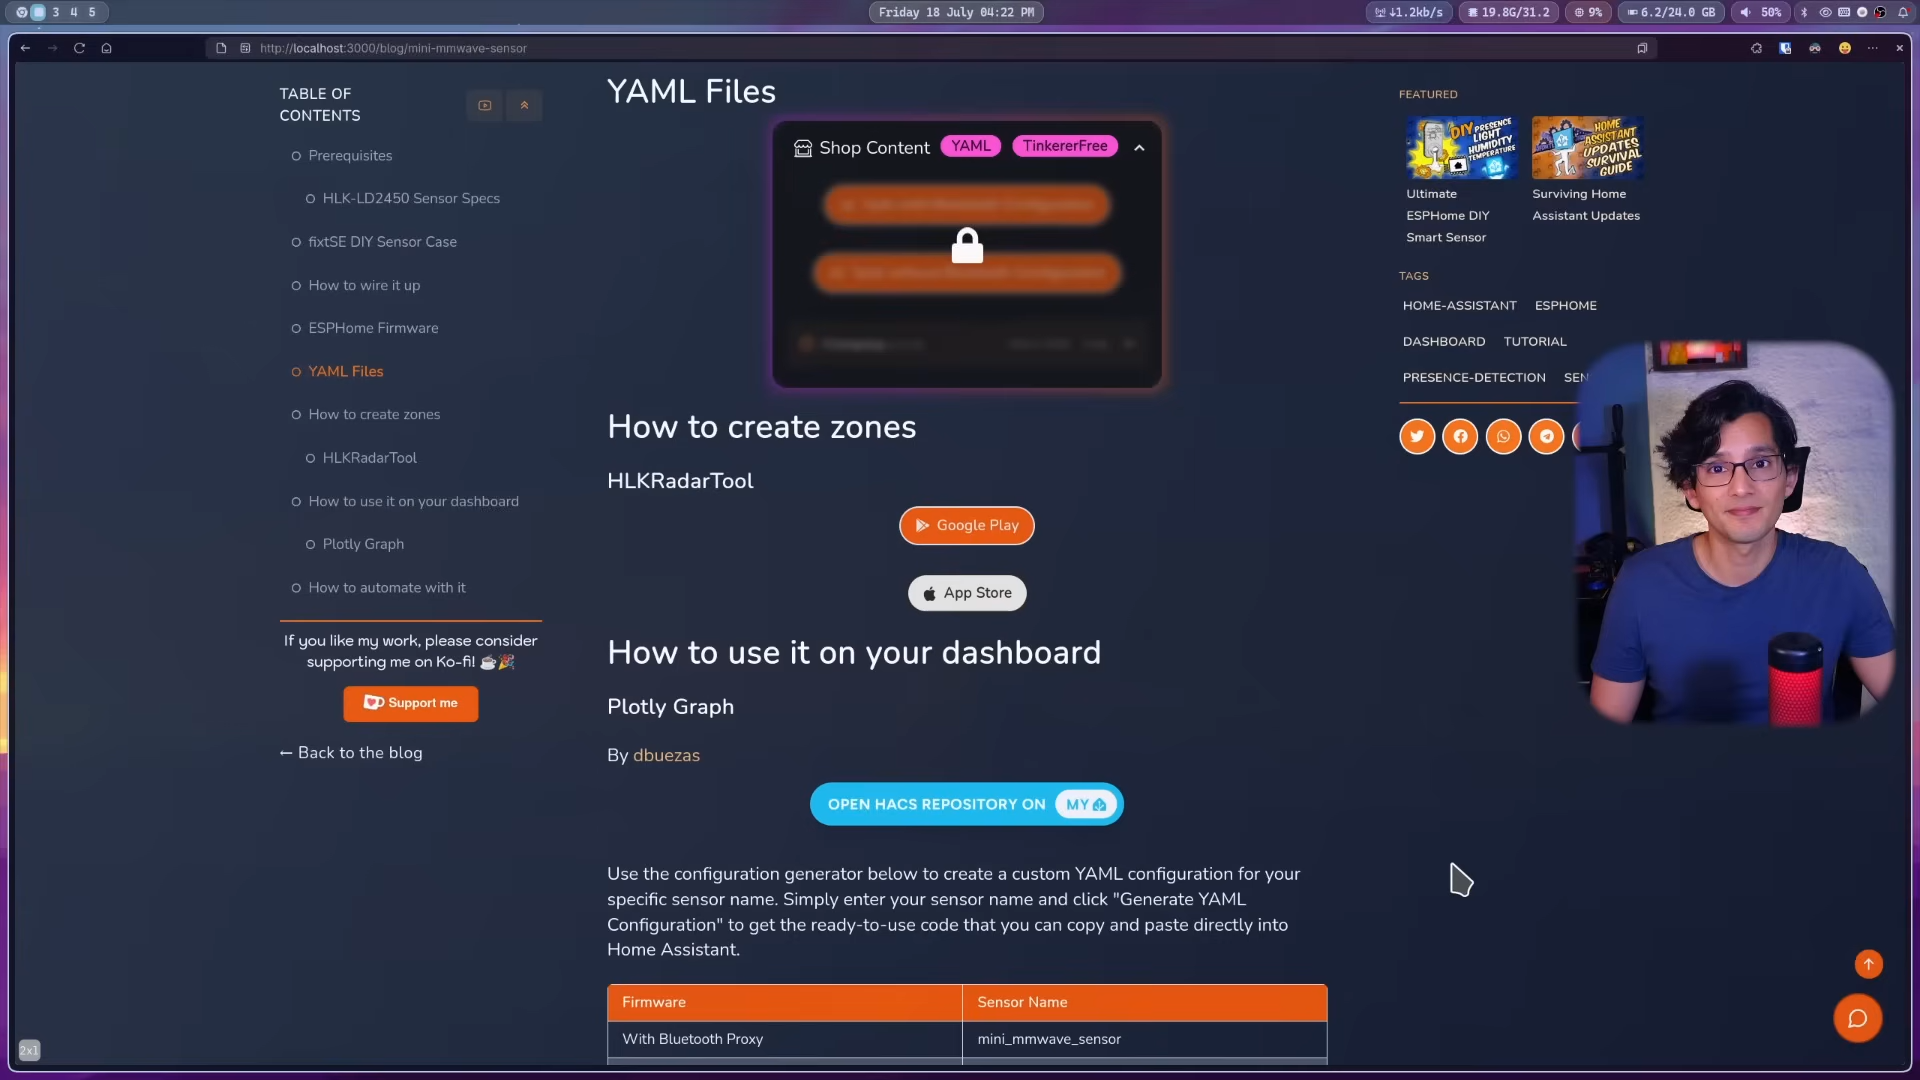 3 4 5
Friday 18 July 04:22 PM
↓1.2kb/s
19.8G/31.2
9%
6.2/24.0 GB
50%
http://localhost:3000/blog/mini-mmwave-sensor
TABLE OF
CONTENTS
Prerequisites
HLK-LD2450 Sensor Specs
fixtSE DIY Sensor Case
How to wire it up
ESPHome Firmware
YAML Files
How to create zones
HLKRadarTool
How to use it on your dashboard
Plotly Graph
How to automate with it
If you like my work, please consider
supporting me on Ko-fi! ☕🎉
Support me
← Back to the blog
YAML Files
Shop Content YAML TinkererFree
How to create zones
HLKRadarTool
Google Play
App Store
How to use it on your dashboard
Plotly Graph
By dbuezas
OPEN HACS REPOSITORY ON MY
Use the configuration generator below to create a custom YAML configuration for your
specific sensor name. Simply enter your sensor name and click "Generate YAML
Configuration" to get the ready-to-use code that you can copy and paste directly into
Home Assistant.
Firmware Sensor Name
With Bluetooth Proxy mini_mmwave_sensor
FEATURED
DIY PRESENCE
LIGHT
HUMIDITY
TEMPERATURE
Ultimate
ESPHome DIY
Smart Sensor
HOME
ASSISTANT
UPDATES
SURVIVAL
GUIDE
Surviving Home
Assistant Updates
TAGS
HOME-ASSISTANT ESPHOME
DASHBOARD TUTORIAL
PRESENCE-DETECTION SEN
2x1